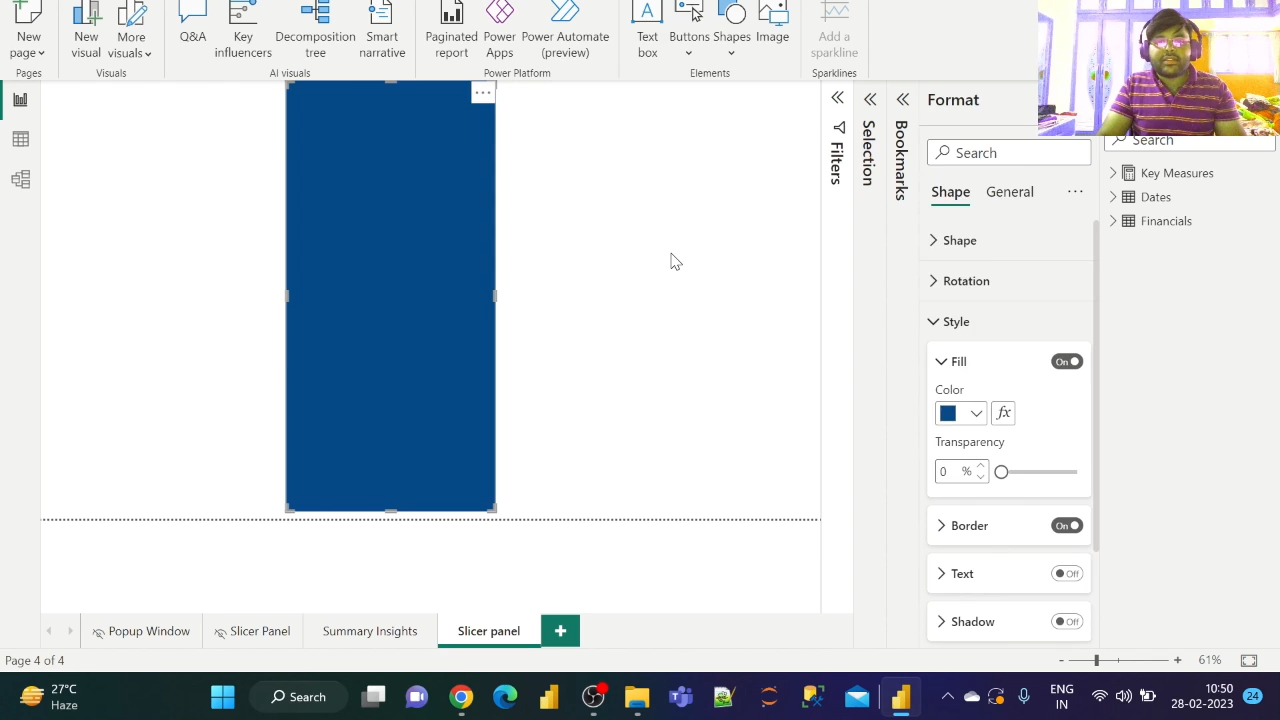 New page
New visual
More visuals
Q&A
Key influencers
Decomposition tree
Smart narrative
Paginated report
Power Apps
Power Automate (preview)
Text box
Buttons
Shapes
Image
Add a sparkline
Pages
Visuals
AI visuals
Power Platform
Elements
Sparklines
Filters
Selection
Bookmarks
Format
Search
Shape
General
Shape
Rotation
Style
Fill
On
Color
fx
Transparency
0 %
Border
On
Text
Off
Shadow
Off
Search
Key Measures
Dates
Financials
Popup Window
Slicer Panel
Summary Insights
Slicer panel
Page 4 of 4
- + 61%
27°C
Haze
Search
ENG
IN
10:50
28-02-2023
24